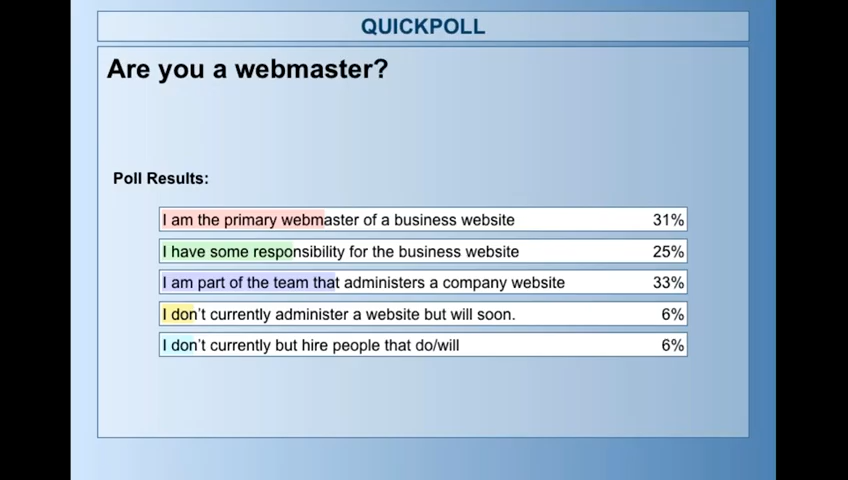 QUICKPOLL
Are you a webmaster?
Poll Results:
I am the primary webmaster of a business website 31%
I have some responsibility for the business website 25%
I am part of the team that administers a company website 33%
I don't currently administer a website but will soon. 6%
I don't currently but hire people that do/will 6%